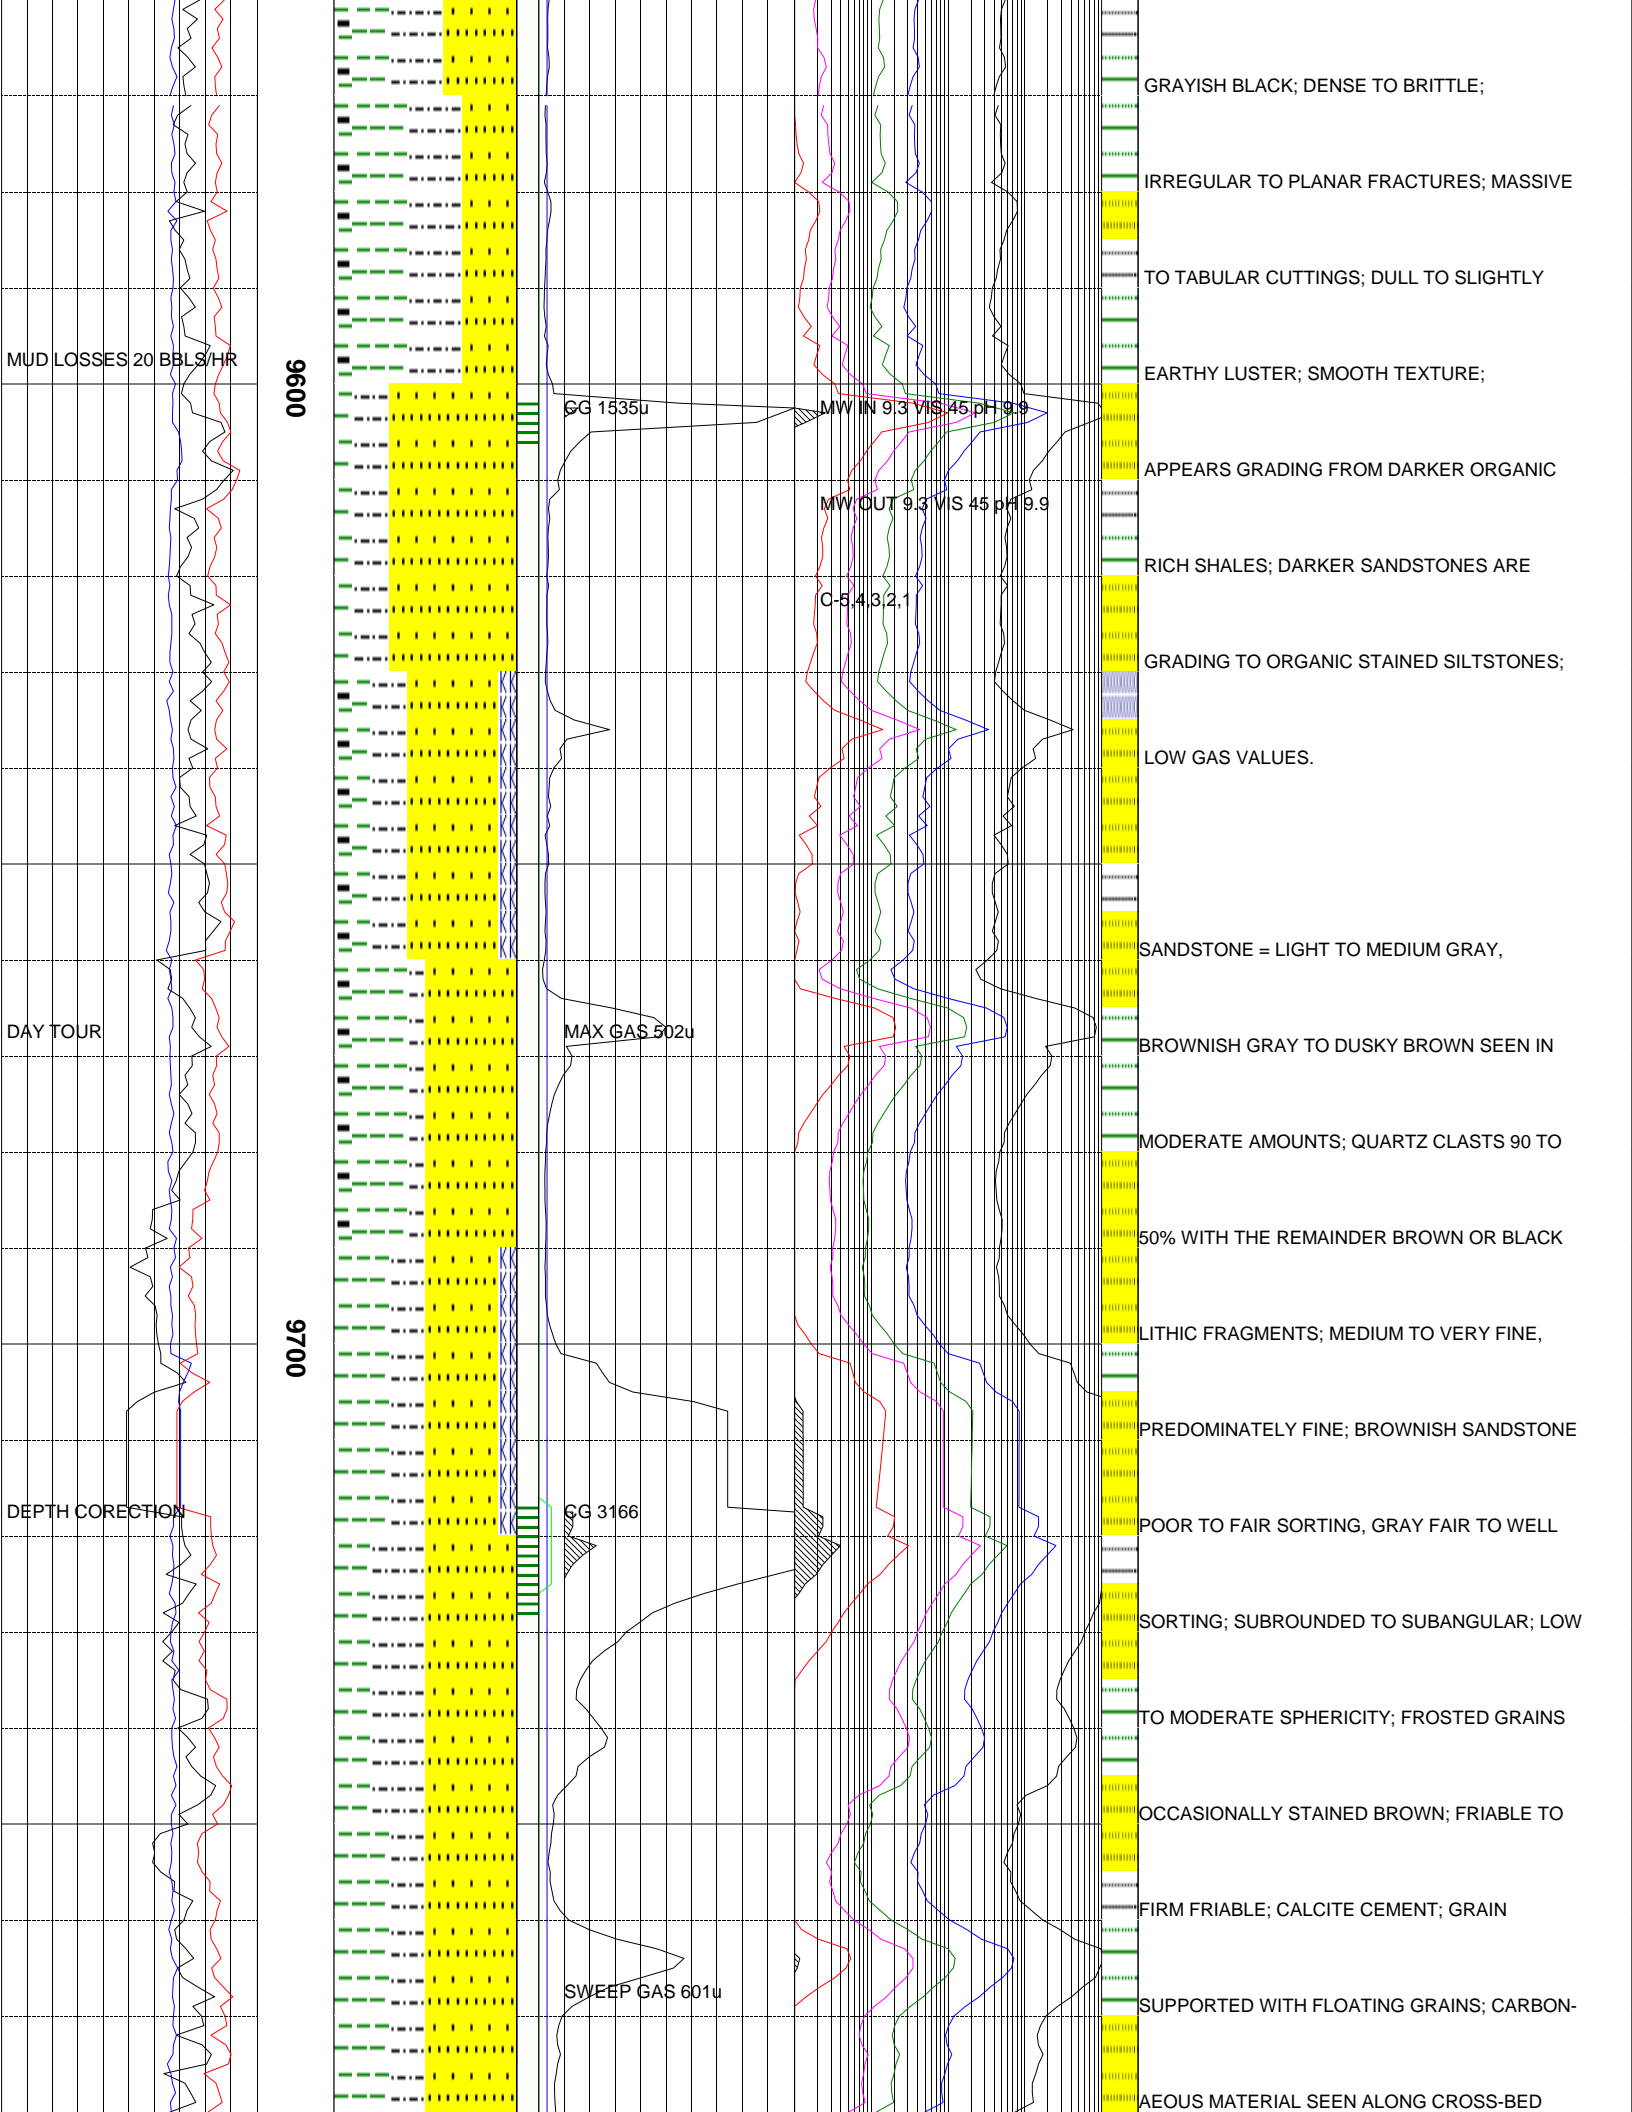 GRAYISH BLACK; DENSE TO BRITTLE;
IRREGULAR TO PLANAR FRACTURES; MASSIVE
TO TABULAR CUTTINGS; DULL TO SLIGHTLY
MUD LOSSES 20 BBLS/HR
9600
EARTHY LUSTER; SMOOTH TEXTURE;
CG 1535u
MW IN 9.3 VIS 45 pH 9.9
APPEARS GRADING FROM DARKER ORGANIC
MW OUT 9.3 VIS 45 pH 9.9
RICH SHALES; DARKER SANDSTONES ARE
C-5,4,3,2,1
GRADING TO ORGANIC STAINED SILTSTONES;
LOW GAS VALUES.
SANDSTONE = LIGHT TO MEDIUM GRAY,
DAY TOUR
MAX GAS 502u
BROWNISH GRAY TO DUSKY BROWN SEEN IN
MODERATE AMOUNTS; QUARTZ CLASTS 90 TO
50% WITH THE REMAINDER BROWN OR BLACK
9700
LITHIC FRAGMENTS; MEDIUM TO VERY FINE,
PREDOMINATELY FINE; BROWNISH SANDSTONE
DEPTH CORECTION
CG 3166
POOR TO FAIR SORTING, GRAY FAIR TO WELL
SORTING; SUBROUNDED TO SUBANGULAR; LOW
TO MODERATE SPHERICITY; FROSTED GRAINS
OCCASIONALLY STAINED BROWN; FRIABLE TO
FIRM FRIABLE; CALCITE CEMENT; GRAIN
SWEEP GAS 601u
SUPPORTED WITH FLOATING GRAINS; CARBON-
AEOUS MATERIAL SEEN ALONG CROSS-BED